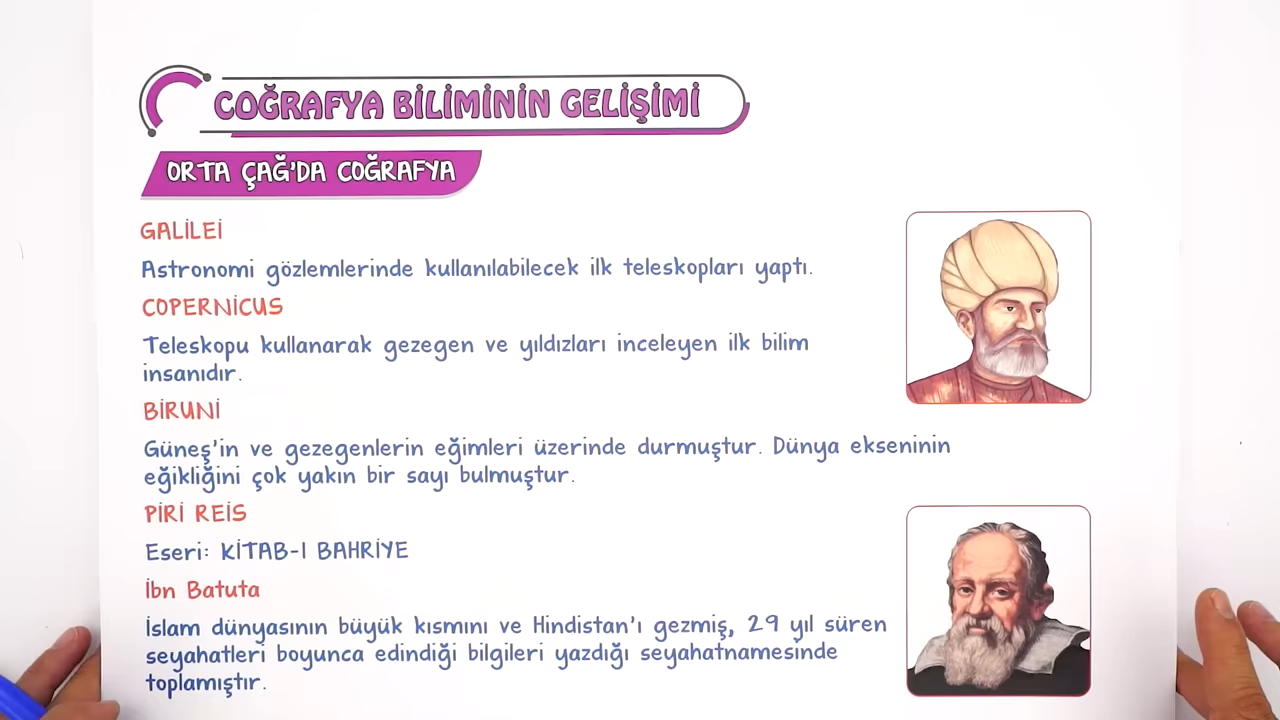 COĞRAFYA BİLİMİNİN GELİŞİMİ
ORTA ÇAĞ'DA COĞRAFYA
GALİLEİ
Astronomi gözlemlerinde kullanılabilecek ilk teleskopları yaptı.
COPERNİCUS
Teleskopu kullanarak gezegen ve yıldızları inceleyen ilk bilim
insanıdır.
BİRUNİ
Güneş'in ve gezegenlerin eğimleri üzerinde durmuştur. Dünya ekseninin
eğikliğini çok yakın bir sayı bulmuştur.
PİRİ REİS
Eseri: KİTAB-I BAHRİYE
İbn Batuta
İslam dünyasının büyük kısmını ve Hindistan'ı gezmiş, 29 yıl süren
seyahatleri boyunca edindiği bilgileri yazdığı seyahatnamesinde
toplamıştır.